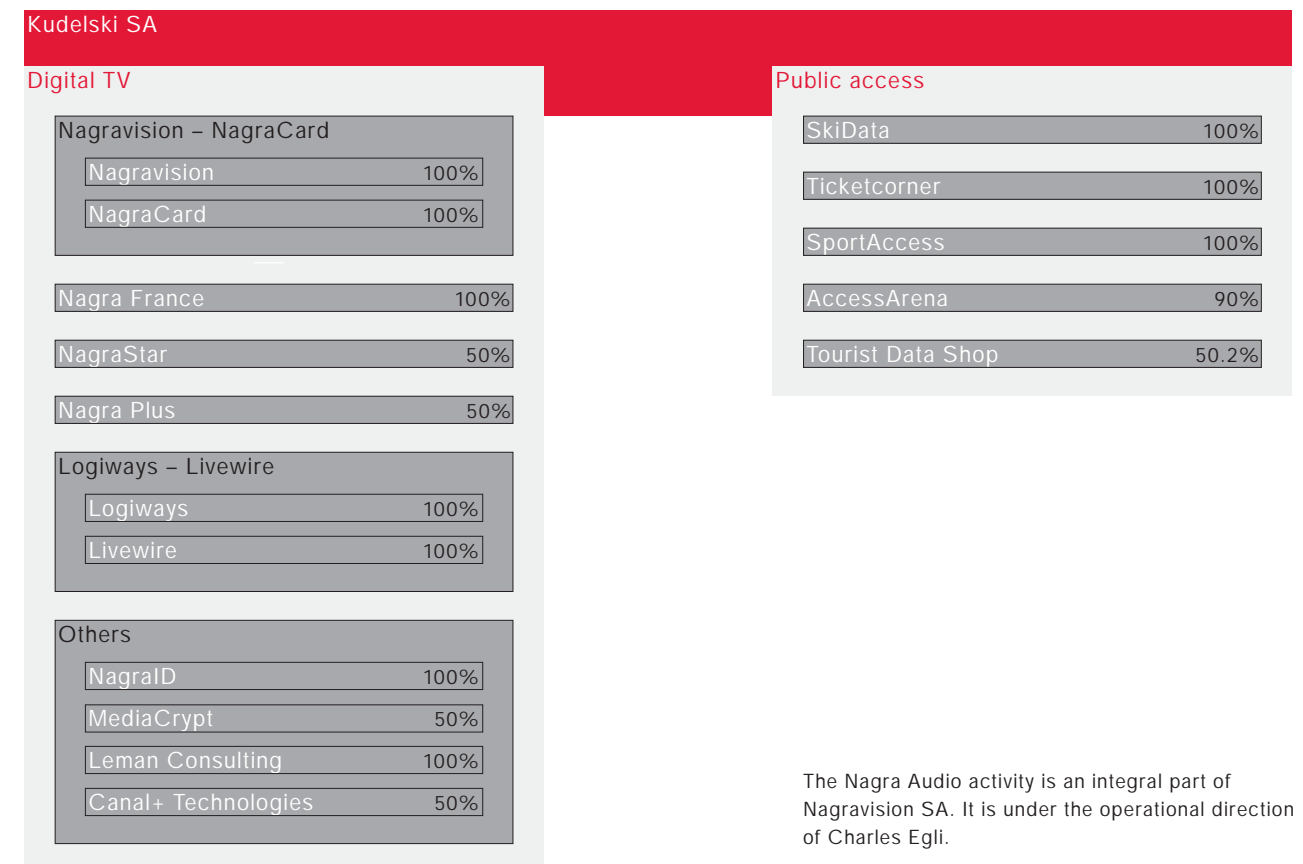 Kudelski SA
Digital TV
Nagravision – NagraCard
Nagravision 100%
NagraCard 100%
Nagra France 100%
NagraStar 50%
Nagra Plus 50%
Logiways – Livewire
Logiways 100%
Livewire 100%
Others
NagraID 100%
MediaCrypt 50%
Leman Consulting 100%
Canal+ Technologies 50%
Public access
SkiData 100%
Ticketcorner 100%
SportAccess 100%
AccessArena 90%
Tourist Data Shop 50.2%
The Nagra Audio activity is an integral part of
Nagravision SA. It is under the operational direction
of Charles Egli.